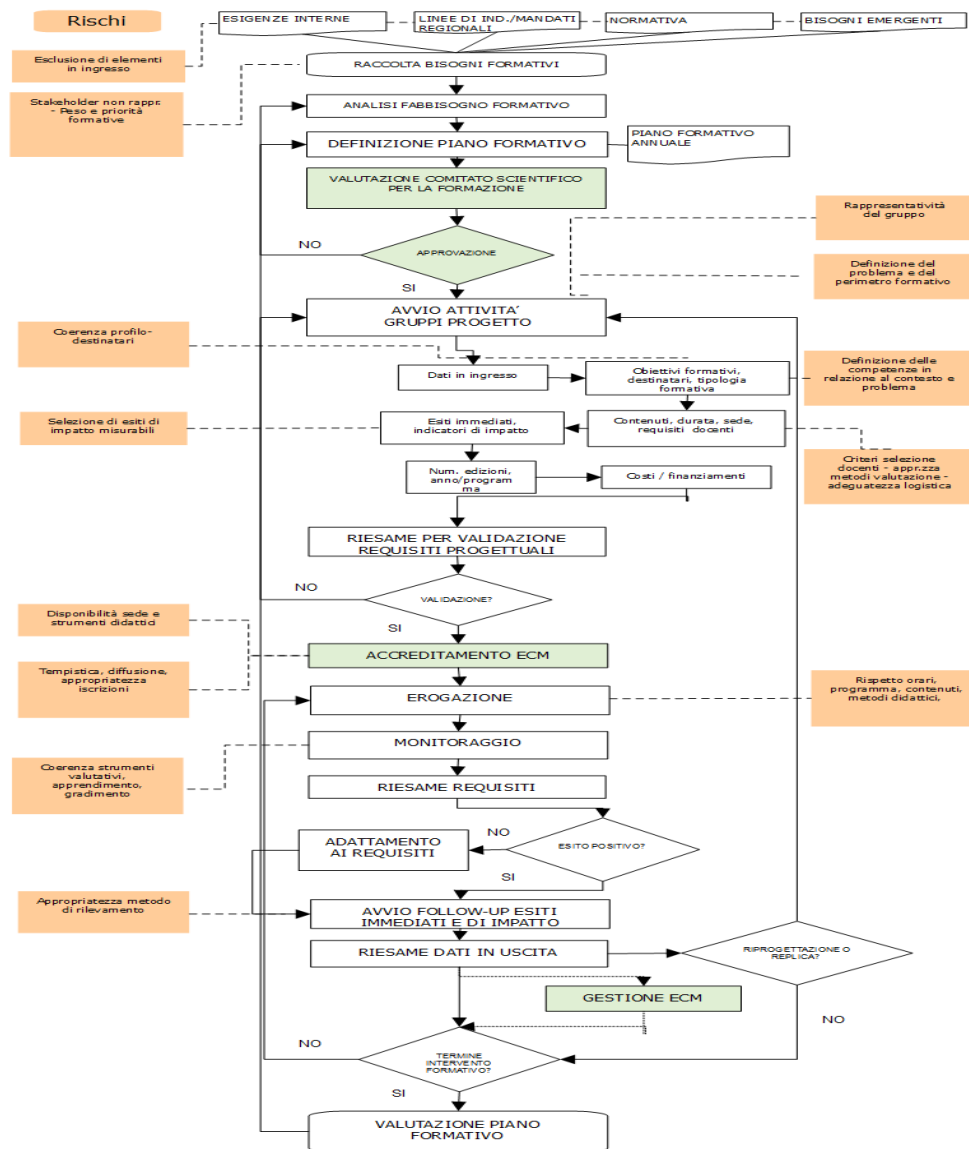 Rischi
ESIGENZE INTERNE
LINEE DI IND./MANDATI
REGIONALI
NORMATIVA
BISOGNI EMERGENTI
Esclusione di elementi
in ingresso
RACCOLTA BISOGNI FORMATIVI
Stakeholder non rappr.
- Peso e priorità
formative
ANALISI FABBISOGNO FORMATIVO
DEFINIZIONE PIANO FORMATIVO
PIANO FORMATIVO
ANNUALE
VALUTAZIONE COMITATO SCIENTIFICO
PER LA FORMAZIONE
Rappresentatività
del gruppo
NO
APPROVAZIONE
Definizione del
problema e del
perimetro formativo
SI
AVVIO ATTIVITA´
GRUPPI PROGETTO
Coerenza profilo-
destinatari
Dati in ingresso
Obiettivi formativi,
destinatari, tipologia
formativa
Definizione delle
competenze in
relazione al contesto e
problema
Selezione di esiti di
impatto misurabili
Esiti immediati,
indicatori di impatto
Contenuti, durata, sede,
requisiti docenti
Criteri selezione
docenti - appr.zza
metodi valutazione -
adeguatezza logistica
Num. edizioni,
anno/program
ma
Costi / finanziamenti
RIESAME PER VALIDAZIONE
REQUISITI PROGETTUALI
NO
VALIDAZIONE?
SI
Disponibilità sede e
strumenti didattici
ACCREDITAMENTO ECM
Tempistica, diffusione,
appropriatezza
iscrizioni
EROGAZIONE
Rispetto orari,
programma, contenuti,
metodi didattici,
MONITORAGGIO
Coerenza strumenti
valutativi,
apprendimento,
gradimento
RIESAME REQUISITI
NO
ESITO POSITIVO?
ADATTAMENTO
AI REQUISITI
SI
Appropriatezza metodo
di rilevamento
AVVIO FOLLOW-UP ESITI
IMMEDIATI E DI IMPATTO
RIESAME DATI IN USCITA
RIPROGETTAZIONE O
REPLICA?
GESTIONE ECM
NO
NO
TERMINE
INTERVENTO
FORMATIVO?
SI
VALUTAZIONE PIANO
FORMATIVO